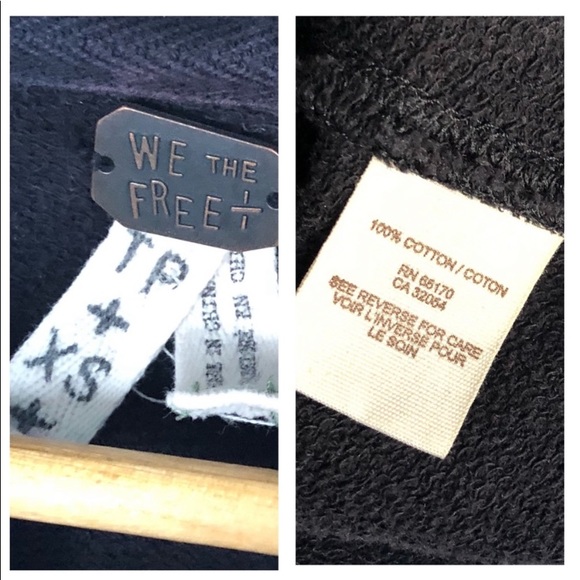 WE THE
FREE
TP
+
XS
+
100% COTTON / COTON
RN 66170
CA 32054
SEE REVERSE FOR CARE
VOIR L'INVERSE POUR
LE SOIN